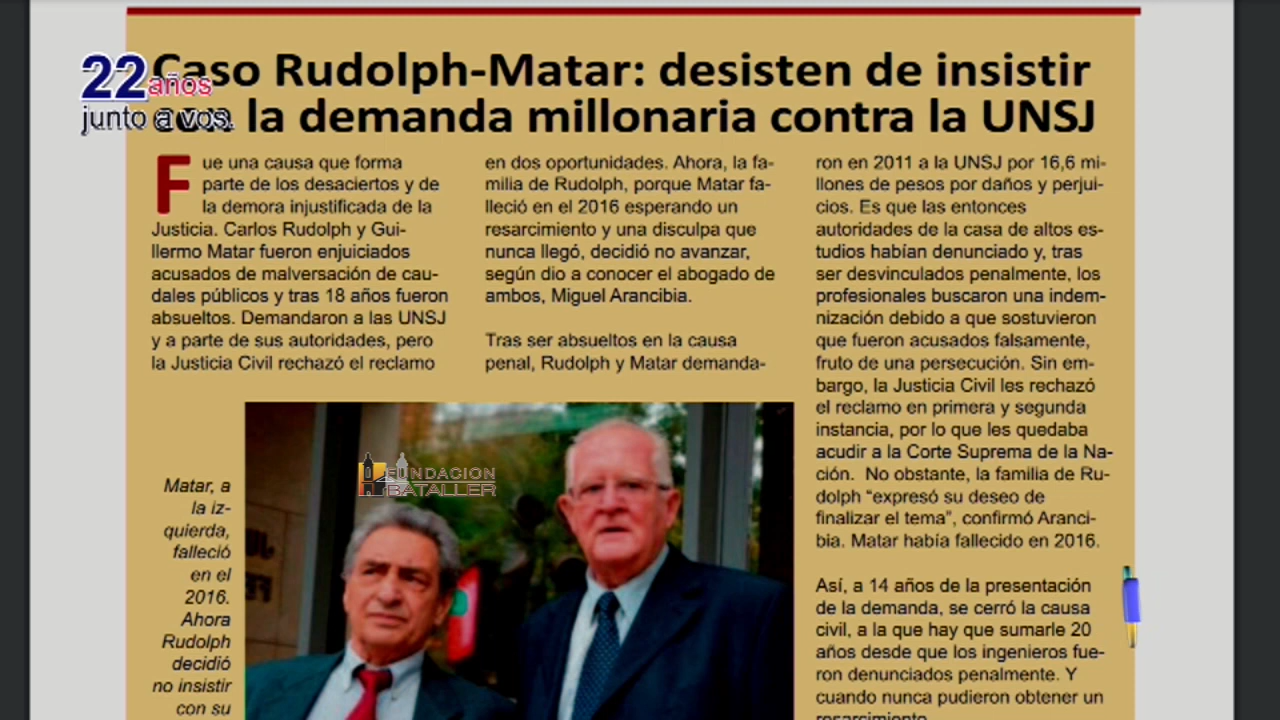 22 años
junto a vos.
Caso Rudolph-Matar: desisten de insistir
la demanda millonaria contra la UNSJ
Fue una causa que forma
parte de los desaciertos y de
la demora injustificada de la
Justicia. Carlos Rudolph y Gui-
llermo Matar fueron enjuiciados
acusados de malversación de cau-
dales públicos y tras 18 años fueron
absueltos. Demandaron a las UNSJ
y a parte de sus autoridades, pero
la Justicia Civil rechazó el reclamo
en dos oportunidades. Ahora, la fa-
milia de Rudolph, porque Matar fa-
lleció en el 2016 esperando un
resarcimiento y una disculpa que
nunca llegó, decidió no avanzar,
según dio a conocer el abogado de
ambos, Miguel Arancibia.
Tras ser absueltos en la causa
penal, Rudolph y Matar demanda-
ron en 2011 a la UNSJ por 16,6 mi-
llones de pesos por daños y perjui-
cios. Es que las entonces
autoridades de la casa de altos es-
tudios habían denunciado y, tras
ser desvinculados penalmente, los
profesionales buscaron una indem-
nización debido a que sostuvieron
que fueron acusados falsamente,
fruto de una persecución. Sin em-
bargo, la Justicia Civil les rechazó
el reclamo en primera y segunda
instancia, por lo que les quedaba
acudir a la Corte Suprema de la Na-
ción. No obstante, la familia de Ru-
dolph “expresó su deseo de
finalizar el tema”, confirmó Aranci-
bia. Matar había fallecido en 2016.
Así, a 14 años de la presentación
de la demanda, se cerró la causa
civil, a la que hay que sumarle 20
años desde que los ingenieros fue-
ron denunciados penalmente. Y
cuando nunca pudieron obtener un
resarcimiento
Matar, a
la iz-
quierda,
falleció
en el
2016.
Ahora
Rudolph
decidió
no insistir
con su
FUNDACION
BATALLER